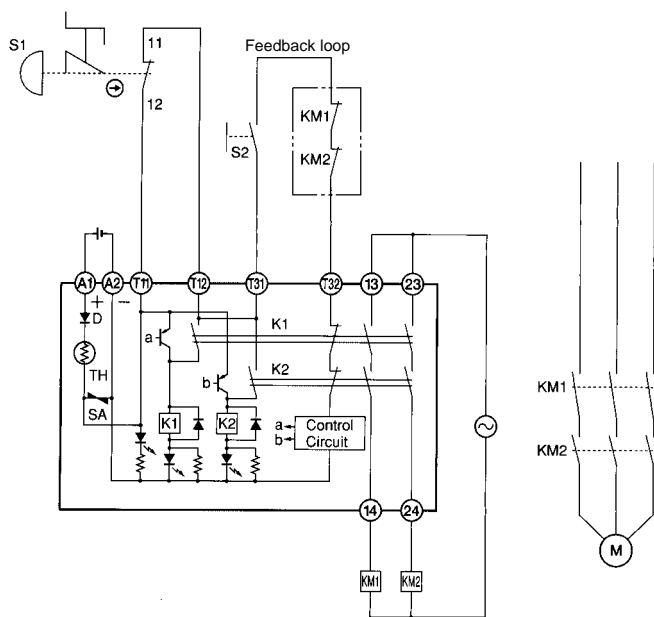 Feedback loop
S1
11
12
S2
KM1
KM2
A1
A2
T11
T12
T31
T32
13
23
+
−
D
a
K1
K2
b
TH
SA
K1
K2
a
b
Control
Circuit
14
24
KM1
KM2
KM1
KM2
M